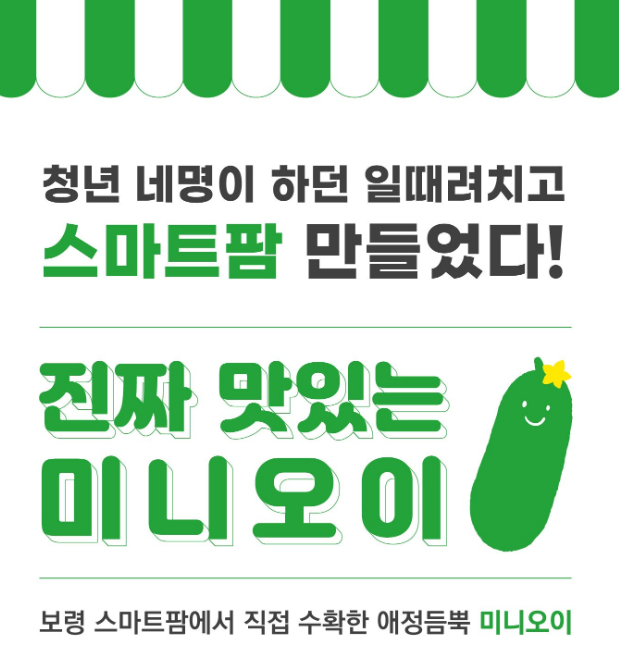 청년 네명이 하던 일때려치고
스마트팜 만들었다!
진짜 맛있는
미니오이
보령 스마트팜에서 직접 수확한 애정듬뿍 미니오이